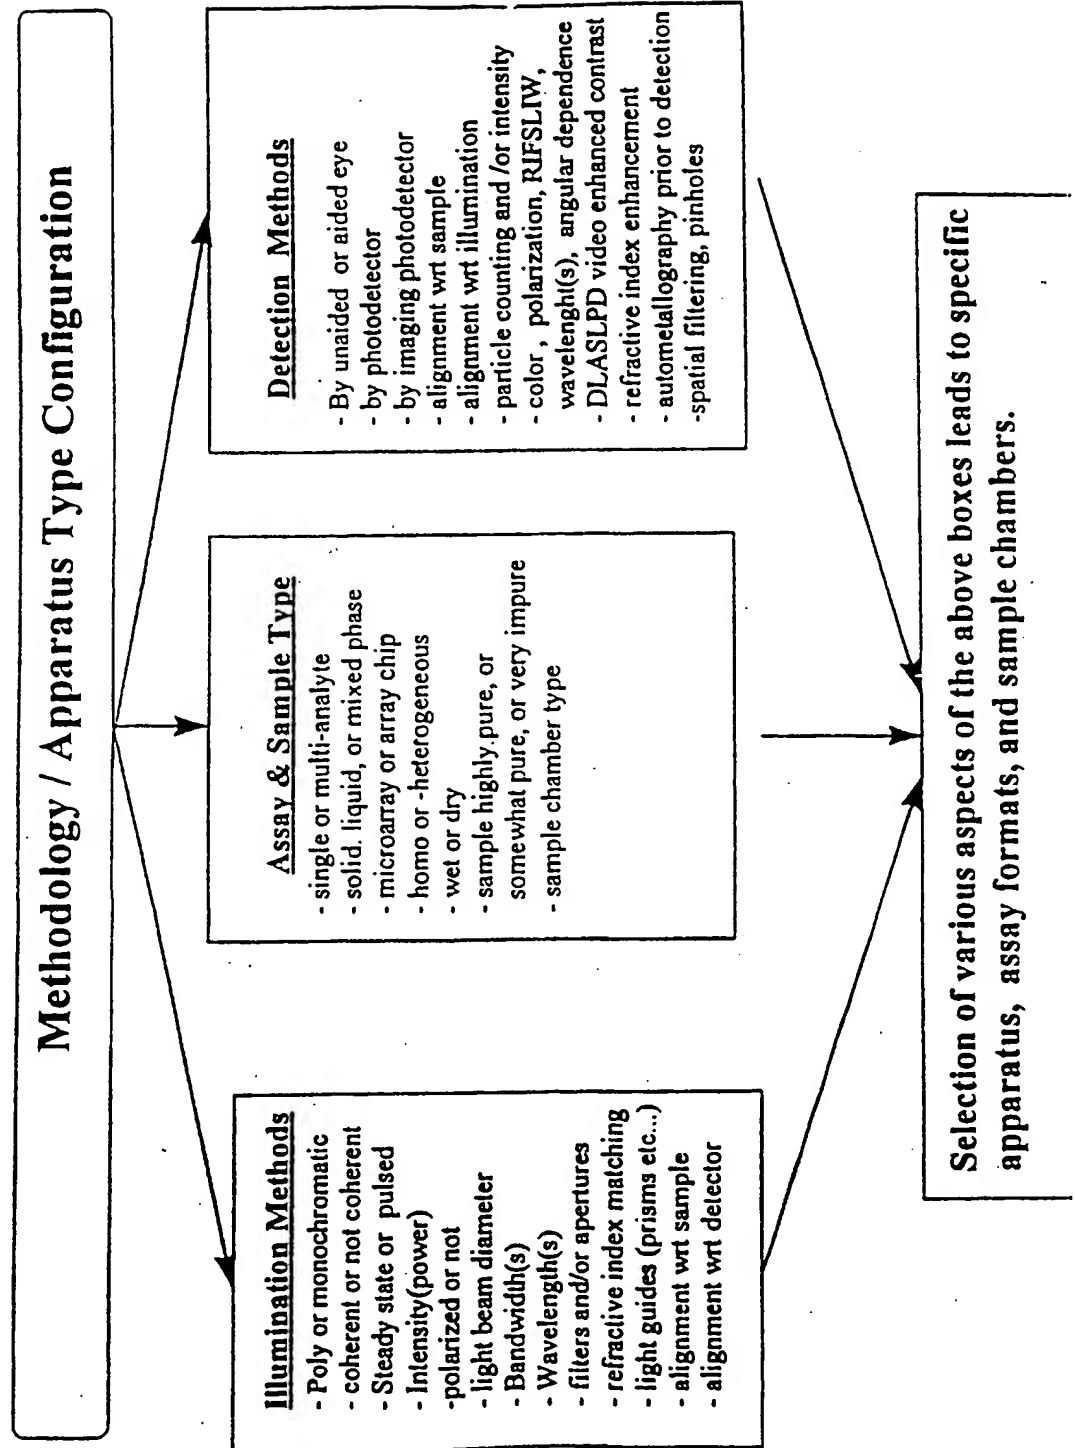 Methodology / Apparatus Type Configuration
Illumination Methods
- Poly or monochromatic
- coherent or not coherent
- Steady state or pulsed
- Intensity(power)
-polarized or not
- light beam diameter
- Bandwidth(s)
- Wavelength(s)
- filters and/or apertures
- refractive index matching
- light guides (prisms etc...)
- alignment wrt sample
- alignment wrt detector
Assay & Sample Type
- single or multi-analyte
- solid. liquid, or mixed phase
- microarray or array chip
- homo or -heterogeneous
- wet or dry
- sample highly.pure, or
somewhat pure, or very impure
- sample chamber type
Detection Methods
- By unaided or aided eye
- by photodetector
- by imaging photodetector
- alignment wrt sample
- alignment wrt illumination
- particle counting and /or intensity
- color , polarization, RIFSLIW,
wavelenght(s), angular dependence
- DLASLPD video enhanced contrast
- refractive index enhancement
- autometallography prior to detection
-spatial filtering, pinholes
Selection of various aspects of the above boxes leads to specific
apparatus, assay formats, and sample chambers.